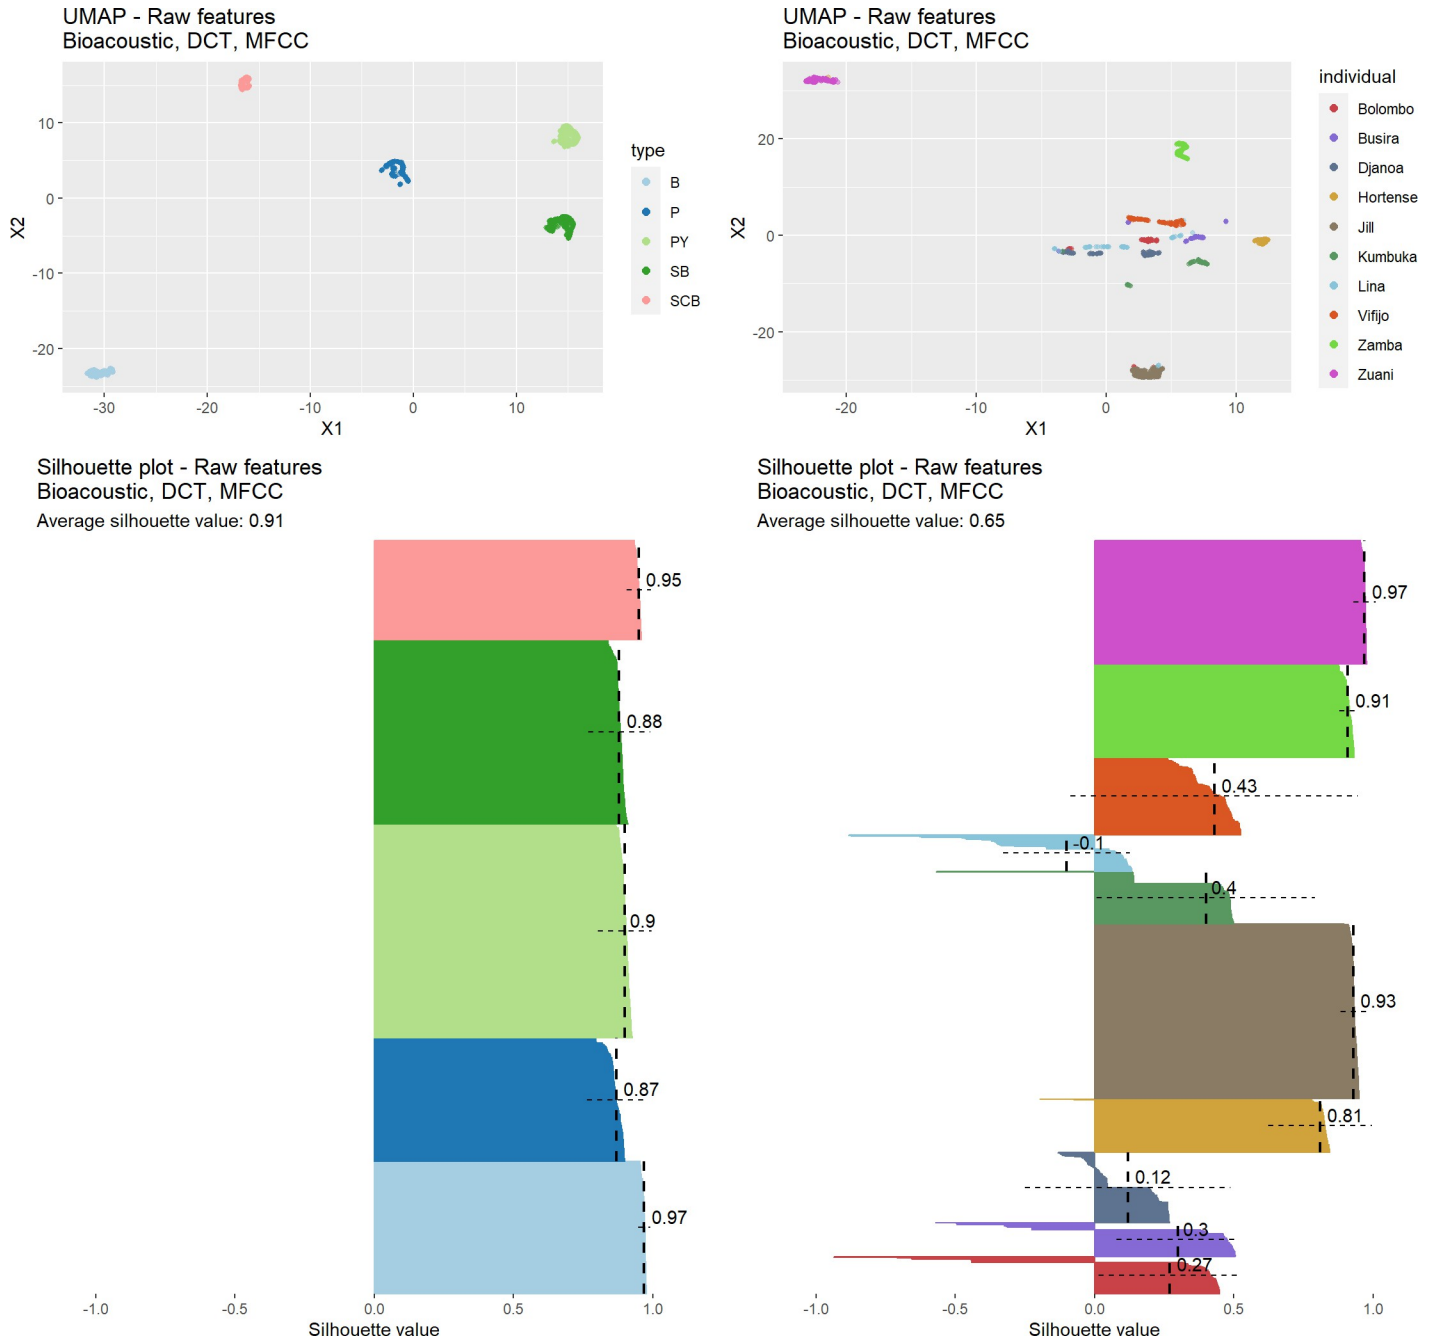 UMAP - Raw features
Bioacoustic, DCT, MFCC
10
0
-10
-20
X2
-30
-20
-10
0
10
X1
type
B
P
PY
SB
SCB
UMAP - Raw features
Bioacoustic, DCT, MFCC
20
0
-20
X2
-20
-10
0
10
X1
individual
Bolombo
Busira
Djanoa
Hortense
Jill
Kumbuka
Lina
Vifijo
Zamba
Zuani
Silhouette plot - Raw features
Bioacoustic, DCT, MFCC
Average silhouette value: 0.91
0.95
0.88
0.9
0.87
0.97
-1.0
-0.5
0.0
0.5
1.0
Silhouette value
Silhouette plot - Raw features
Bioacoustic, DCT, MFCC
Average silhouette value: 0.65
0.97
0.91
0.43
-0.1
0.4
0.93
0.81
0.12
0.3
0.27
-1.0
-0.5
0.0
0.5
1.0
Silhouette value